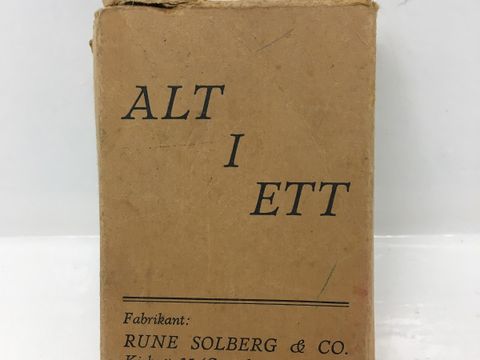 ALT
I
ETT
Fabrikant:
RUNE SOLBERG & CO.